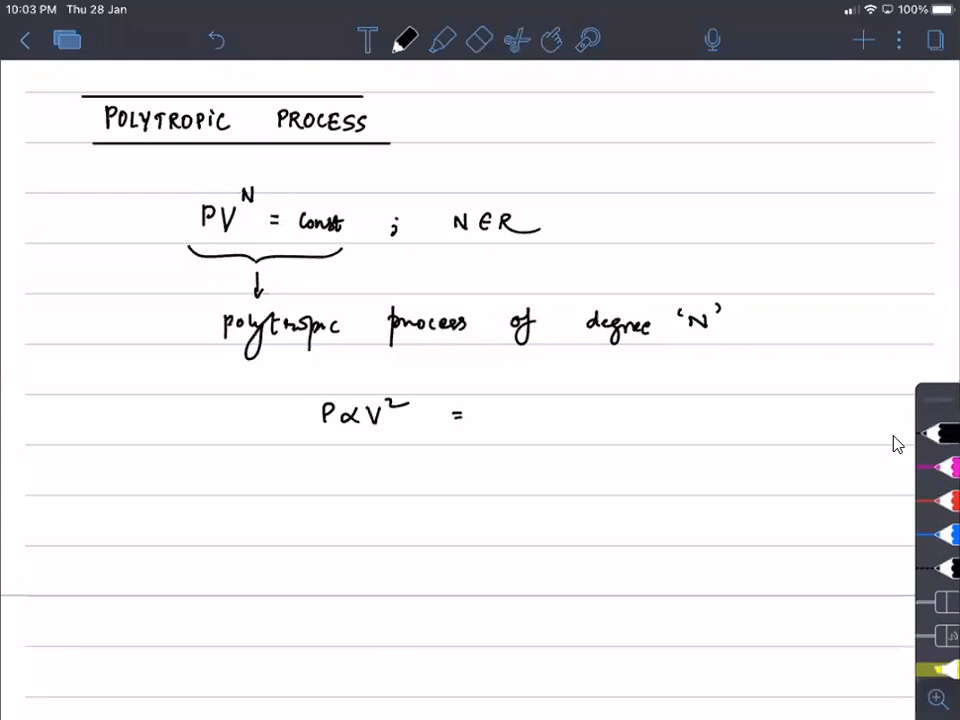 10:03 PM Thu 28 Jan 100%
POLYTROPIC PROCESS
PV^N = Const ; N ∈ R
polytropic process of degree 'N'
P ∝ V² =